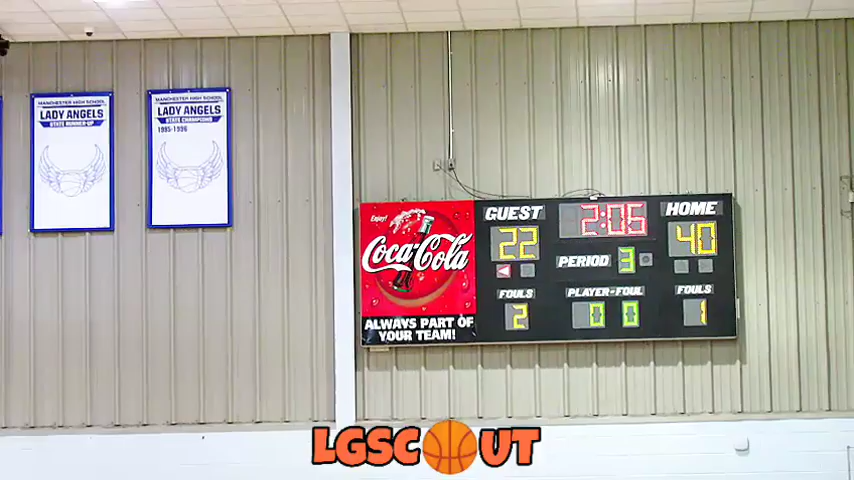 MANCHESTER HIGH SCHOOL
LADY ANGELS
STATE RUNNER-UP
MANCHESTER HIGH SCHOOL
LADY ANGELS
STATE CHAMPIONS
1995-1996
Enjoy!
Coca-Cola
ALWAYS PART OF
YOUR TEAM!
GUEST
2:06
HOME
22
40
PERIOD 3
FOULS
PLAYER-FOUL
FOULS
2
0 0
1
LGSCOUT